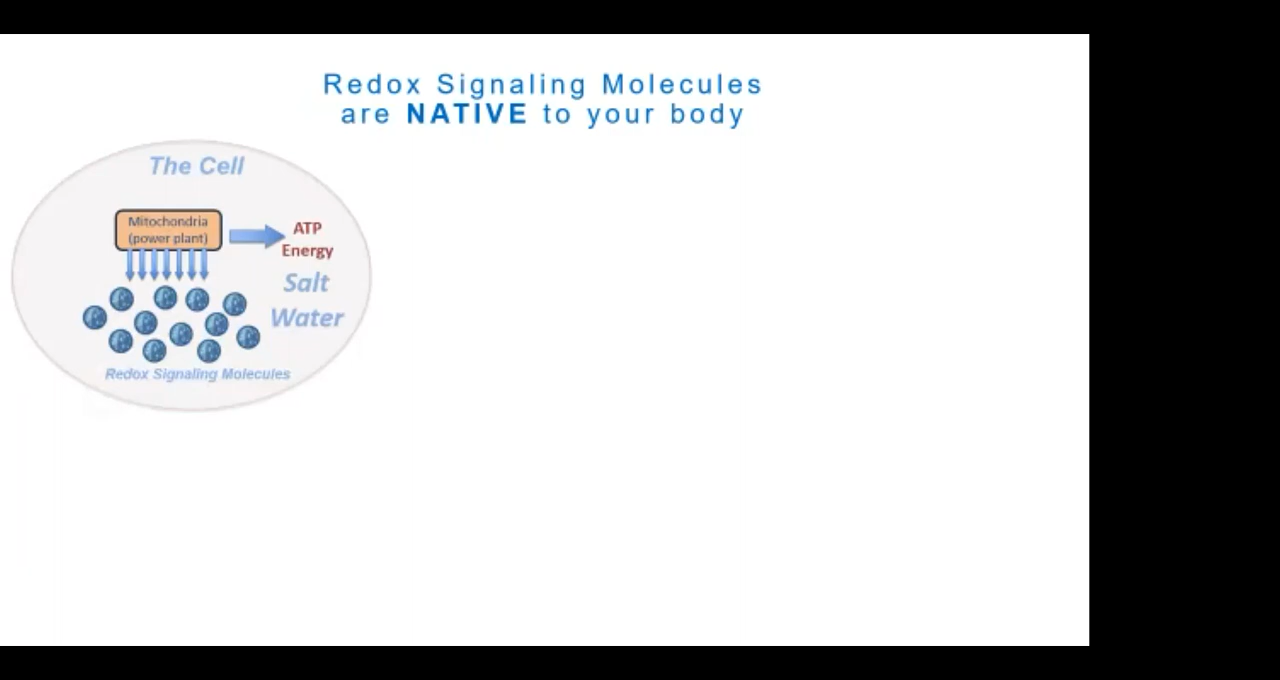 Redox Signaling Molecules
are NATIVE to your body
The Cell
Mitochondria
(power plant)
ATP
Energy
Salt
Water
Redox Signaling Molecules